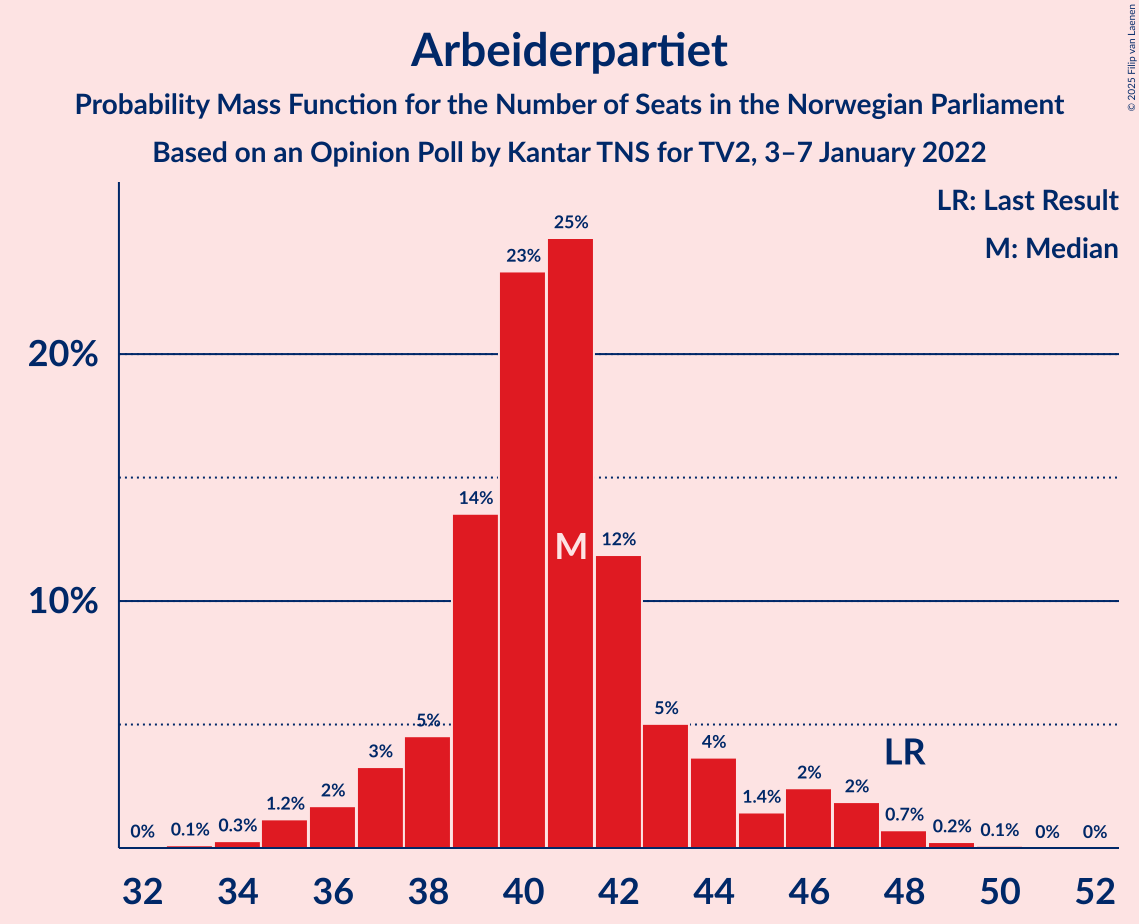 Arbeiderpartiet
Probability Mass Function for the Number of Seats in the Norwegian Parliament
Based on an Opinion Poll by Kantar TNS for TV2, 3–7 January 2022
© 2025 Filip van Laenen
LR: Last Result
M: Median
20%
10%
0% 0.1% 0.3% 1.2% 2% 3% 5% 14% 23% 25% 12% 5% 4% 1.4% 2% 2% 0.7% 0.2% 0.1% 0% 0%
M
LR
32 34 36 38 40 42 44 46 48 50 52